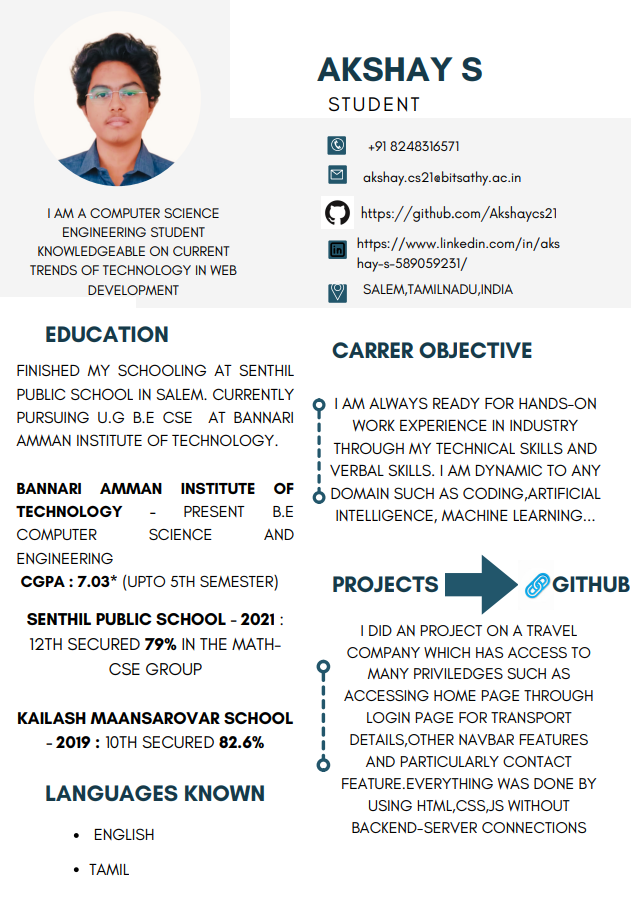 AKSHAY S
STUDENT
+91 8248316571
akshay.cs21@bitsathy.ac.in
https://github.com/Akshaycs21
https://www.linkedin.com/in/aks
hay-s-589059231/
SALEM,TAMILNADU,INDIA
I AM A COMPUTER SCIENCE
ENGINEERING STUDENT
KNOWLEDGEABLE ON CURRENT
TRENDS OF TECHNOLOGY IN WEB
DEVELOPMENT
EDUCATION
FINISHED MY SCHOOLING AT SENTHIL
PUBLIC SCHOOL IN SALEM. CURRENTLY
PURSUING U.G B.E CSE AT BANNARI
AMMAN INSTITUTE OF TECHNOLOGY.
BANNARI AMMAN INSTITUTE OF
TECHNOLOGY - PRESENT B.E
COMPUTER SCIENCE AND
ENGINEERING
CGPA : 7.03* (UPTO 5TH SEMESTER)
SENTHIL PUBLIC SCHOOL - 2021 :
12TH SECURED 79% IN THE MATH-
CSE GROUP
KAILASH MAANSAROVAR SCHOOL
- 2019 : 10TH SECURED 82.6%
LANGUAGES KNOWN
• ENGLISH
• TAMIL
CARRER OBJECTIVE
I AM ALWAYS READY FOR HANDS-ON
WORK EXPERIENCE IN INDUSTRY
THROUGH MY TECHNICAL SKILLS AND
VERBAL SKILLS. I AM DYNAMIC TO ANY
DOMAIN SUCH AS CODING,ARTIFICIAL
INTELLIGENCE, MACHINE LEARNING...
PROJECTS GITHUB
I DID AN PROJECT ON A TRAVEL
COMPANY WHICH HAS ACCESS TO
MANY PRIVILEDGES SUCH AS
ACCESSING HOME PAGE THROUGH
LOGIN PAGE FOR TRANSPORT
DETAILS,OTHER NAVBAR FEATURES
AND PARTICULARLY CONTACT
FEATURE.EVERYTHING WAS DONE BY
USING HTML,CSS,JS WITHOUT
BACKEND-SERVER CONNECTIONS